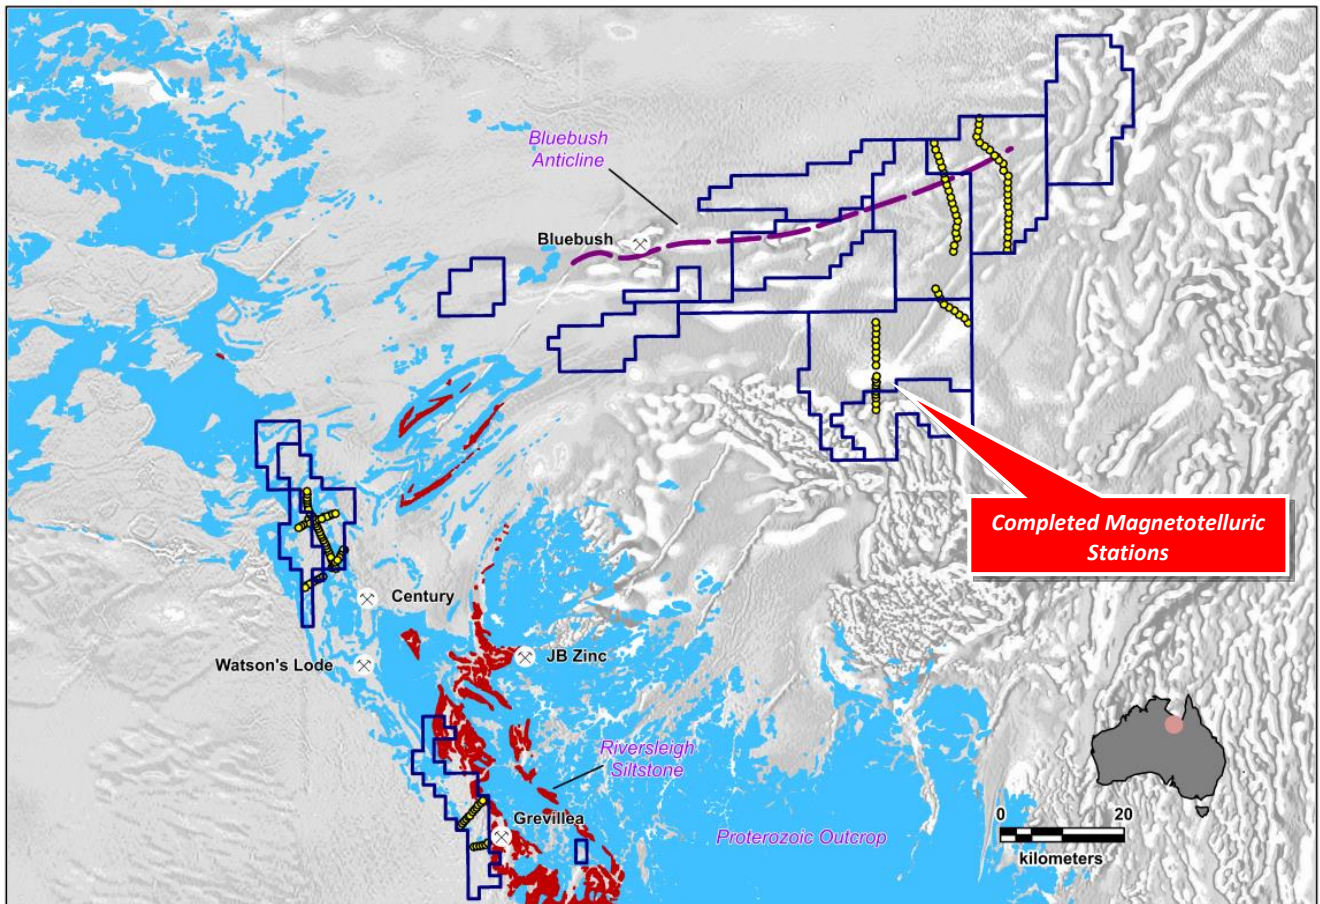 Bluebush
Anticline
Bluebush
Completed Magnetotelluric
Stations
Century
Watson's Lode
JB Zinc
Riversleigh
Siltstone
Grevillea
Proterozoic Outcrop
0 20
kilometers